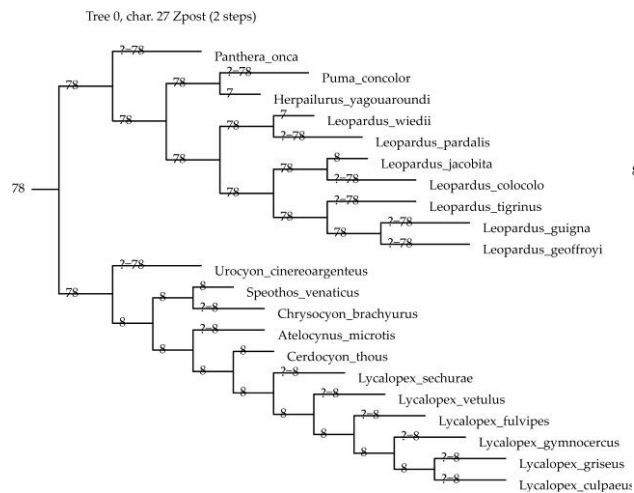 Tree 0, char. 27 Zpost (2 steps)
?=78
Panthera_onca
78
?=78
Puma_concolor
7
Herpailurus_yagouaroundi
78
7
Leopardus_wiedii
78
?=78
Leopardus_pardalis
78
8
Leopardus_jacobita
78
?=78
Leopardus_colocolo
78
?=78
Leopardus_tigrinus
78
?=78
Leopardus_guigna
78
?=78
Leopardus_geoffroyi
78
?=78
Urocyon_cinereoargenteus
78
8
Speothos_venaticus
8
?=8
Chrysocyon_brachyurus
8
?=8
Atelocynus_microtis
8
8
Cerdocyon_thous
8
?=8
Lycalopex_sechurae
8
?=8
Lycalopex_vetulus
8
?=8
Lycalopex_fulvipes
8
?=8
Lycalopex_gymnocercus
8
?=8
Lycalopex_griseus
8
?=8
Lycalopex_culpaeus